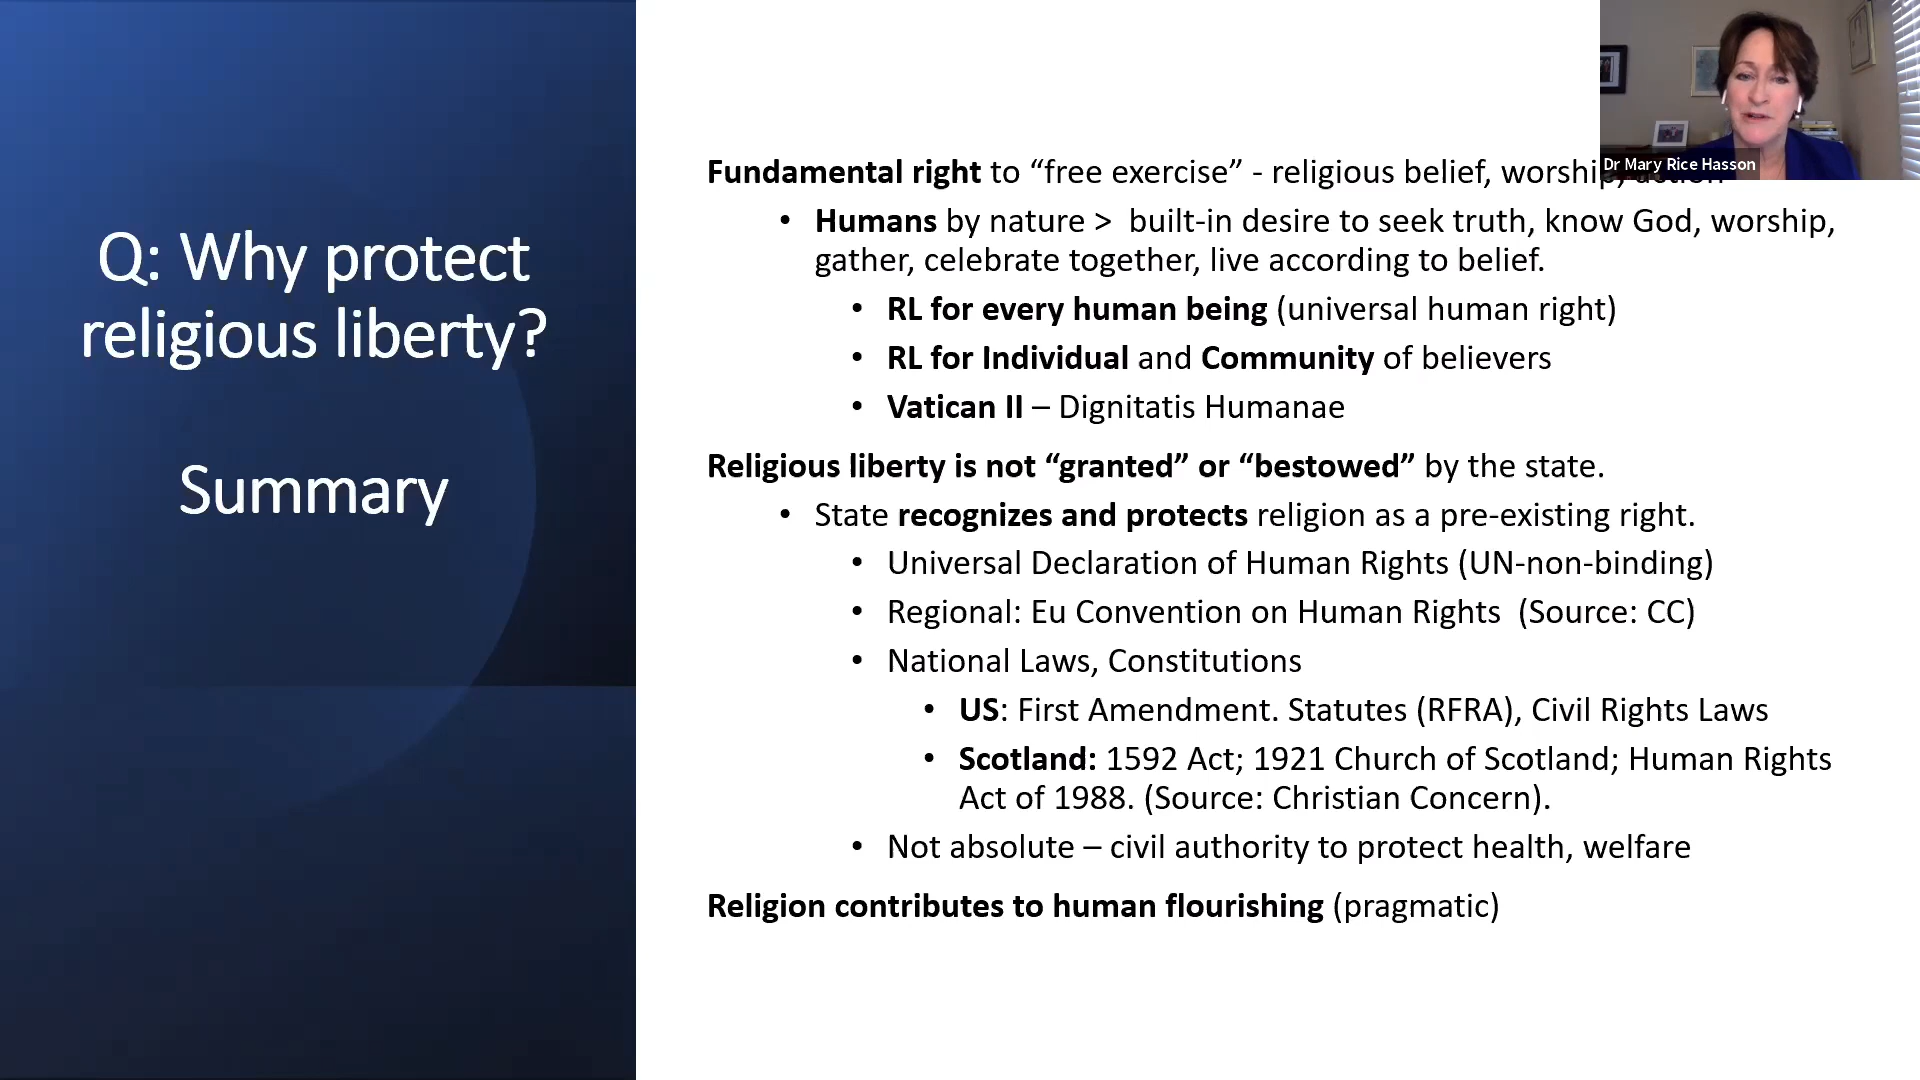 Q: Why protect
religious liberty?
Summary
Fundamental right to “free exercise” - religious belief, worship,
• Humans by nature >  built-in desire to seek truth, know God, worship,
gather, celebrate together, live according to belief.
• RL for every human being (universal human right)
• RL for Individual and Community of believers
• Vatican II – Dignitatis Humanae
Religious liberty is not “granted” or “bestowed” by the state.
• State recognizes and protects religion as a pre-existing right.
• Universal Declaration of Human Rights (UN-non-binding)
• Regional: Eu Convention on Human Rights  (Source: CC)
• National Laws, Constitutions
• US: First Amendment. Statutes (RFRA), Civil Rights Laws
• Scotland: 1592 Act; 1921 Church of Scotland; Human Rights
Act of 1988. (Source: Christian Concern).
• Not absolute – civil authority to protect health, welfare
Religion contributes to human flourishing (pragmatic)
Dr Mary Rice Hasson